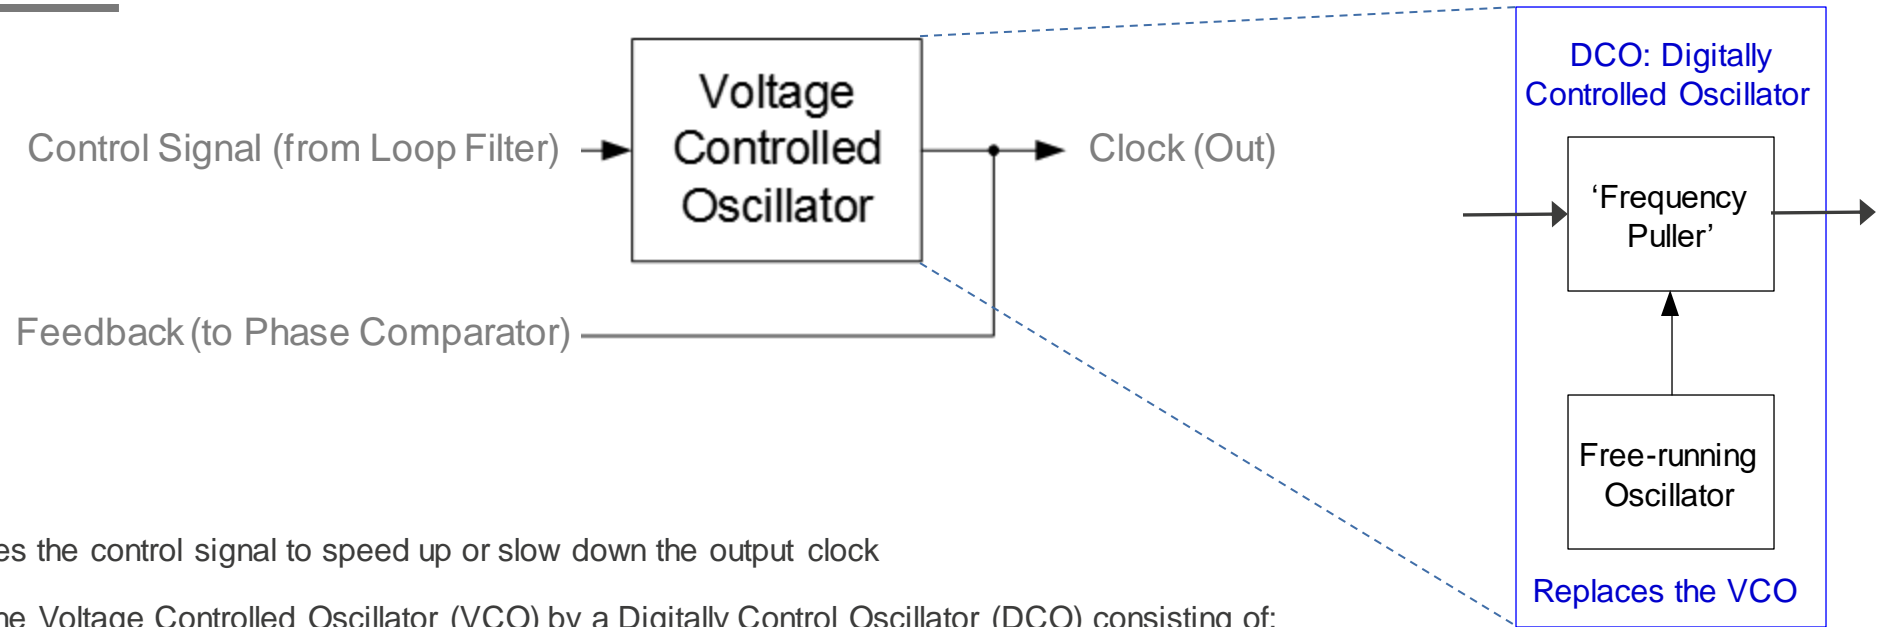 Voltage
Controlled
Oscillator
Control Signal (from Loop Filter)
Clock (Out)
Feedback (to Phase Comparator)
DCO: Digitally
Controlled Oscillator
‘Frequency
Puller’
Free-running
Oscillator
Replaces the VCO
the control signal to speed up or slow down the output clock
Voltage Controlled Oscillator (VCO) by a Digitally Control Oscillator (DCO) consisting of: